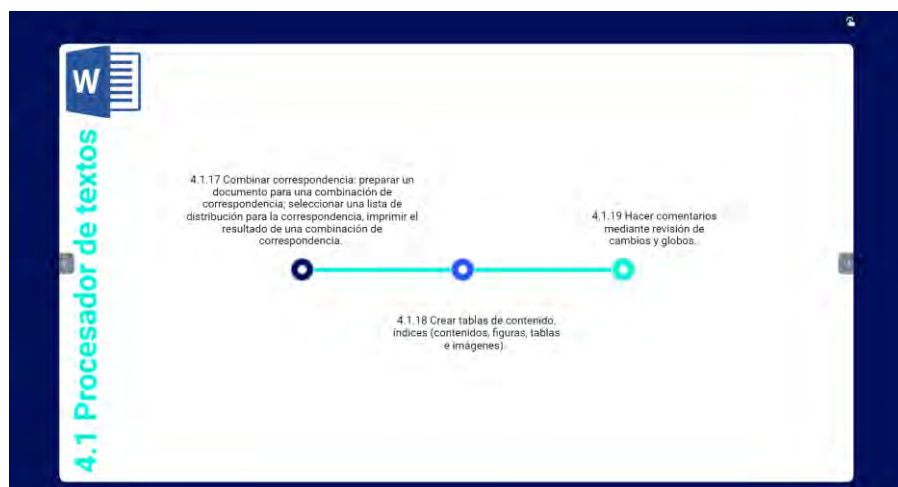 W
4.1 Procesador de textos
4.1.17 Combinar correspondencia: preparar un
documento para una combinación de
correspondencia; seleccionar una lista de
distribución para la correspondencia, imprimir el
resultado de una combinación de
correspondencia.
4.1.18 Crear tablas de contenido,
índices (contenidos, figuras, tablas
e imágenes).
4.1.19 Hacer comentarios
mediante revisión de
cambios y globos.